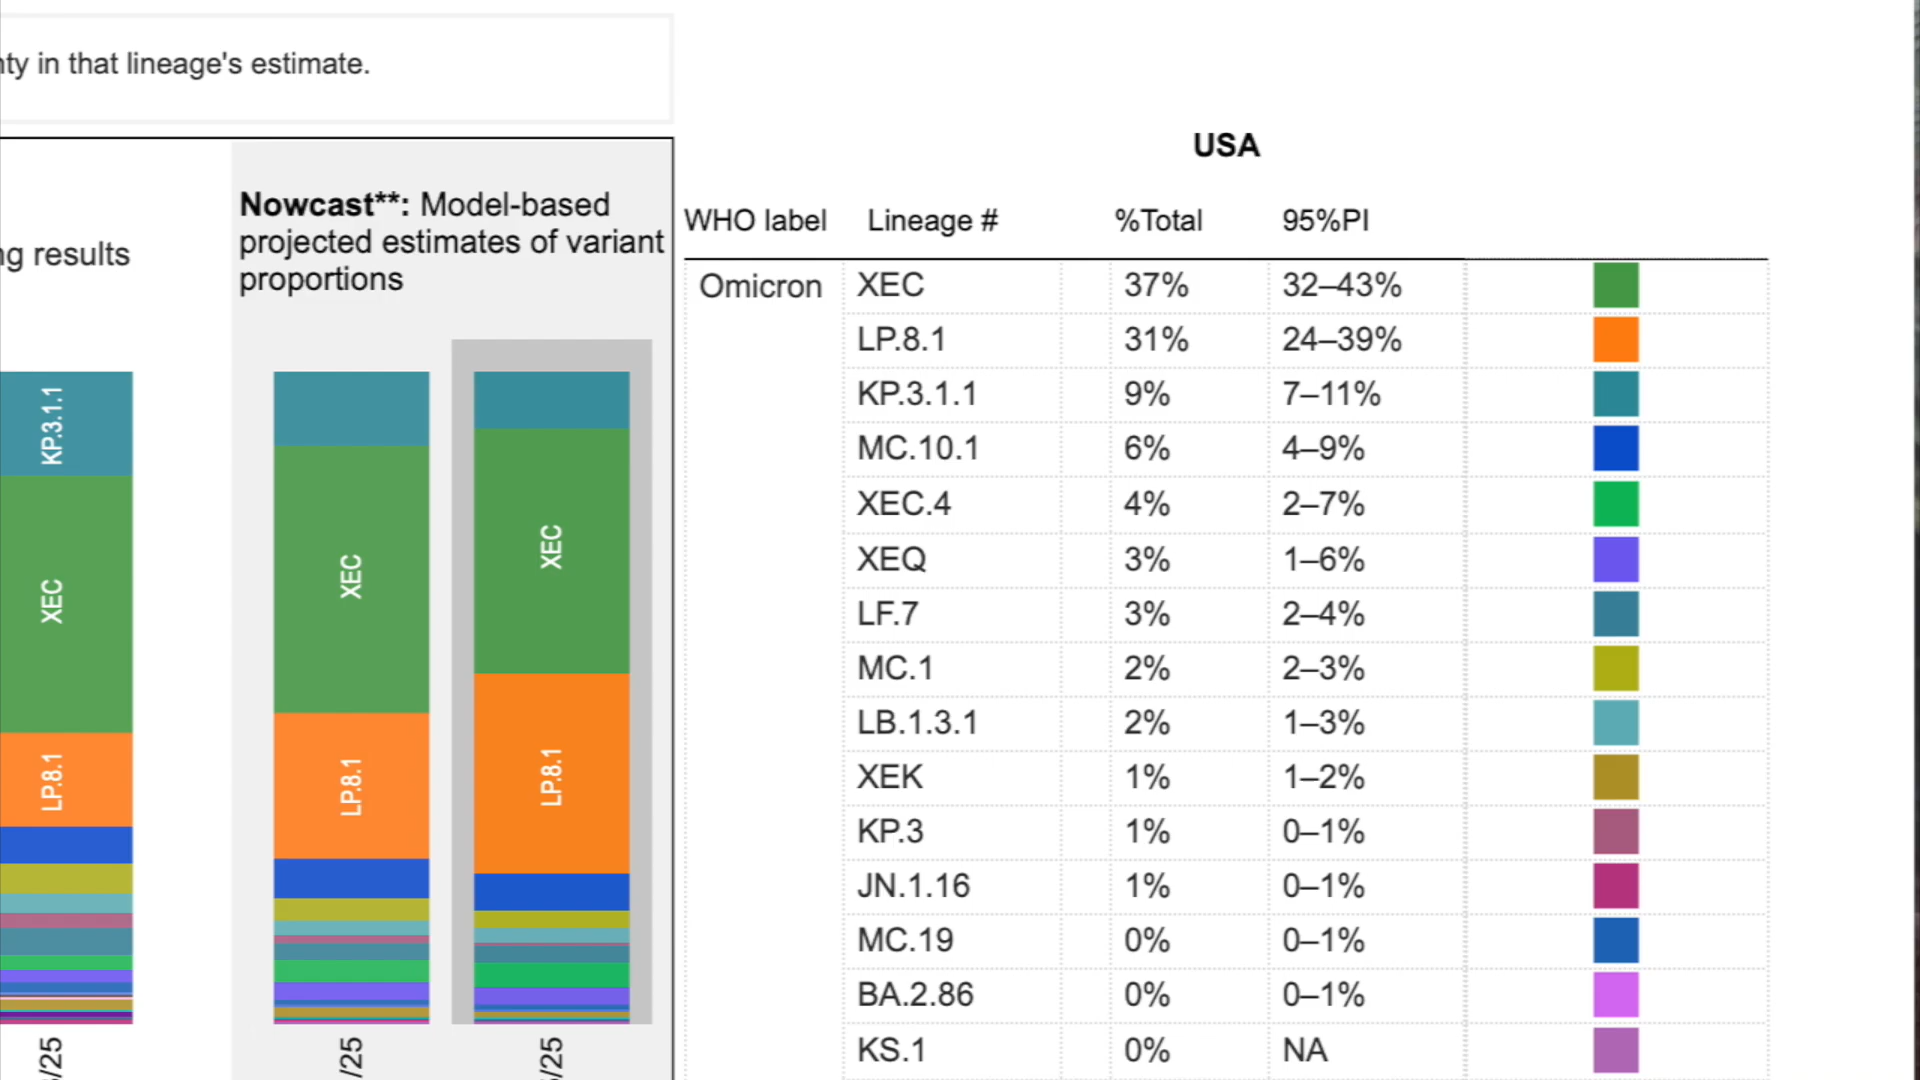 in that lineage's estimate.
results
Nowcast**: Model-based
projected estimates of variant
proportions
KP.3.1.1
XEC
LP.8.1
XEC
LP.8.1
XEC
LP.8.1
/25
/25
/25
USA
WHO label Lineage # %Total 95%PI
Omicron XEC 37% 32–43%
LP.8.1 31% 24–39%
KP.3.1.1 9% 7–11%
MC.10.1 6% 4–9%
XEC.4 4% 2–7%
XEQ 3% 1–6%
LF.7 3% 2–4%
MC.1 2% 2–3%
LB.1.3.1 2% 1–3%
XEK 1% 1–2%
KP.3 1% 0–1%
JN.1.16 1% 0–1%
MC.19 0% 0–1%
BA.2.86 0% 0–1%
KS.1 0% NA